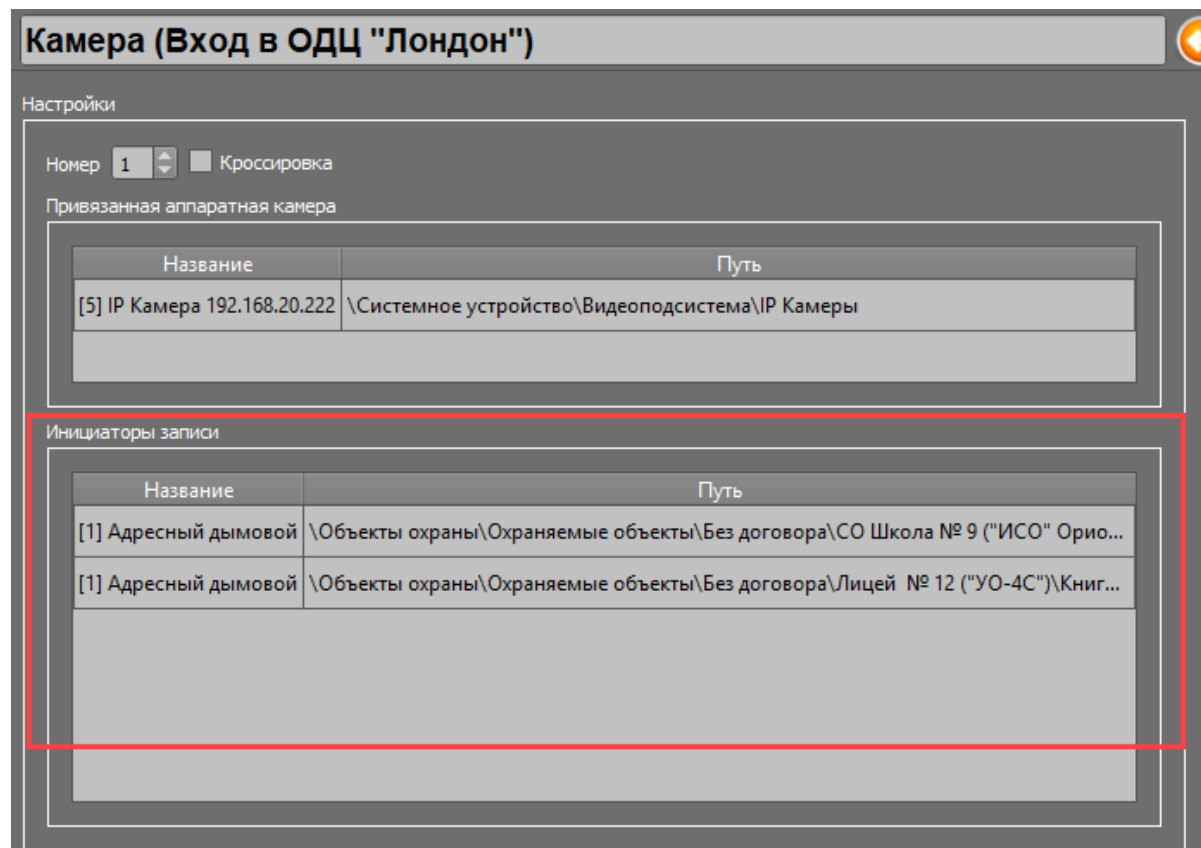 Камера (Вход в ОДЦ "Лондон")
Настройки
Номер 1 Кроссировка
Привязанная аппаратная камера
Название Путь
[5] IP Камера 192.168.20.222 \Системное устройство\Видеоподсистема\IP Камеры
Инициаторы записи
Название Путь
[1] Адресный дымовой \Объекты охраны\Охраняемые объекты\Без договора\СО Школа № 9 ("ИСО" Орио...
[1] Адресный дымовой \Объекты охраны\Охраняемые объекты\Без договора\Лицей № 12 ("УО-4С")\Книг...